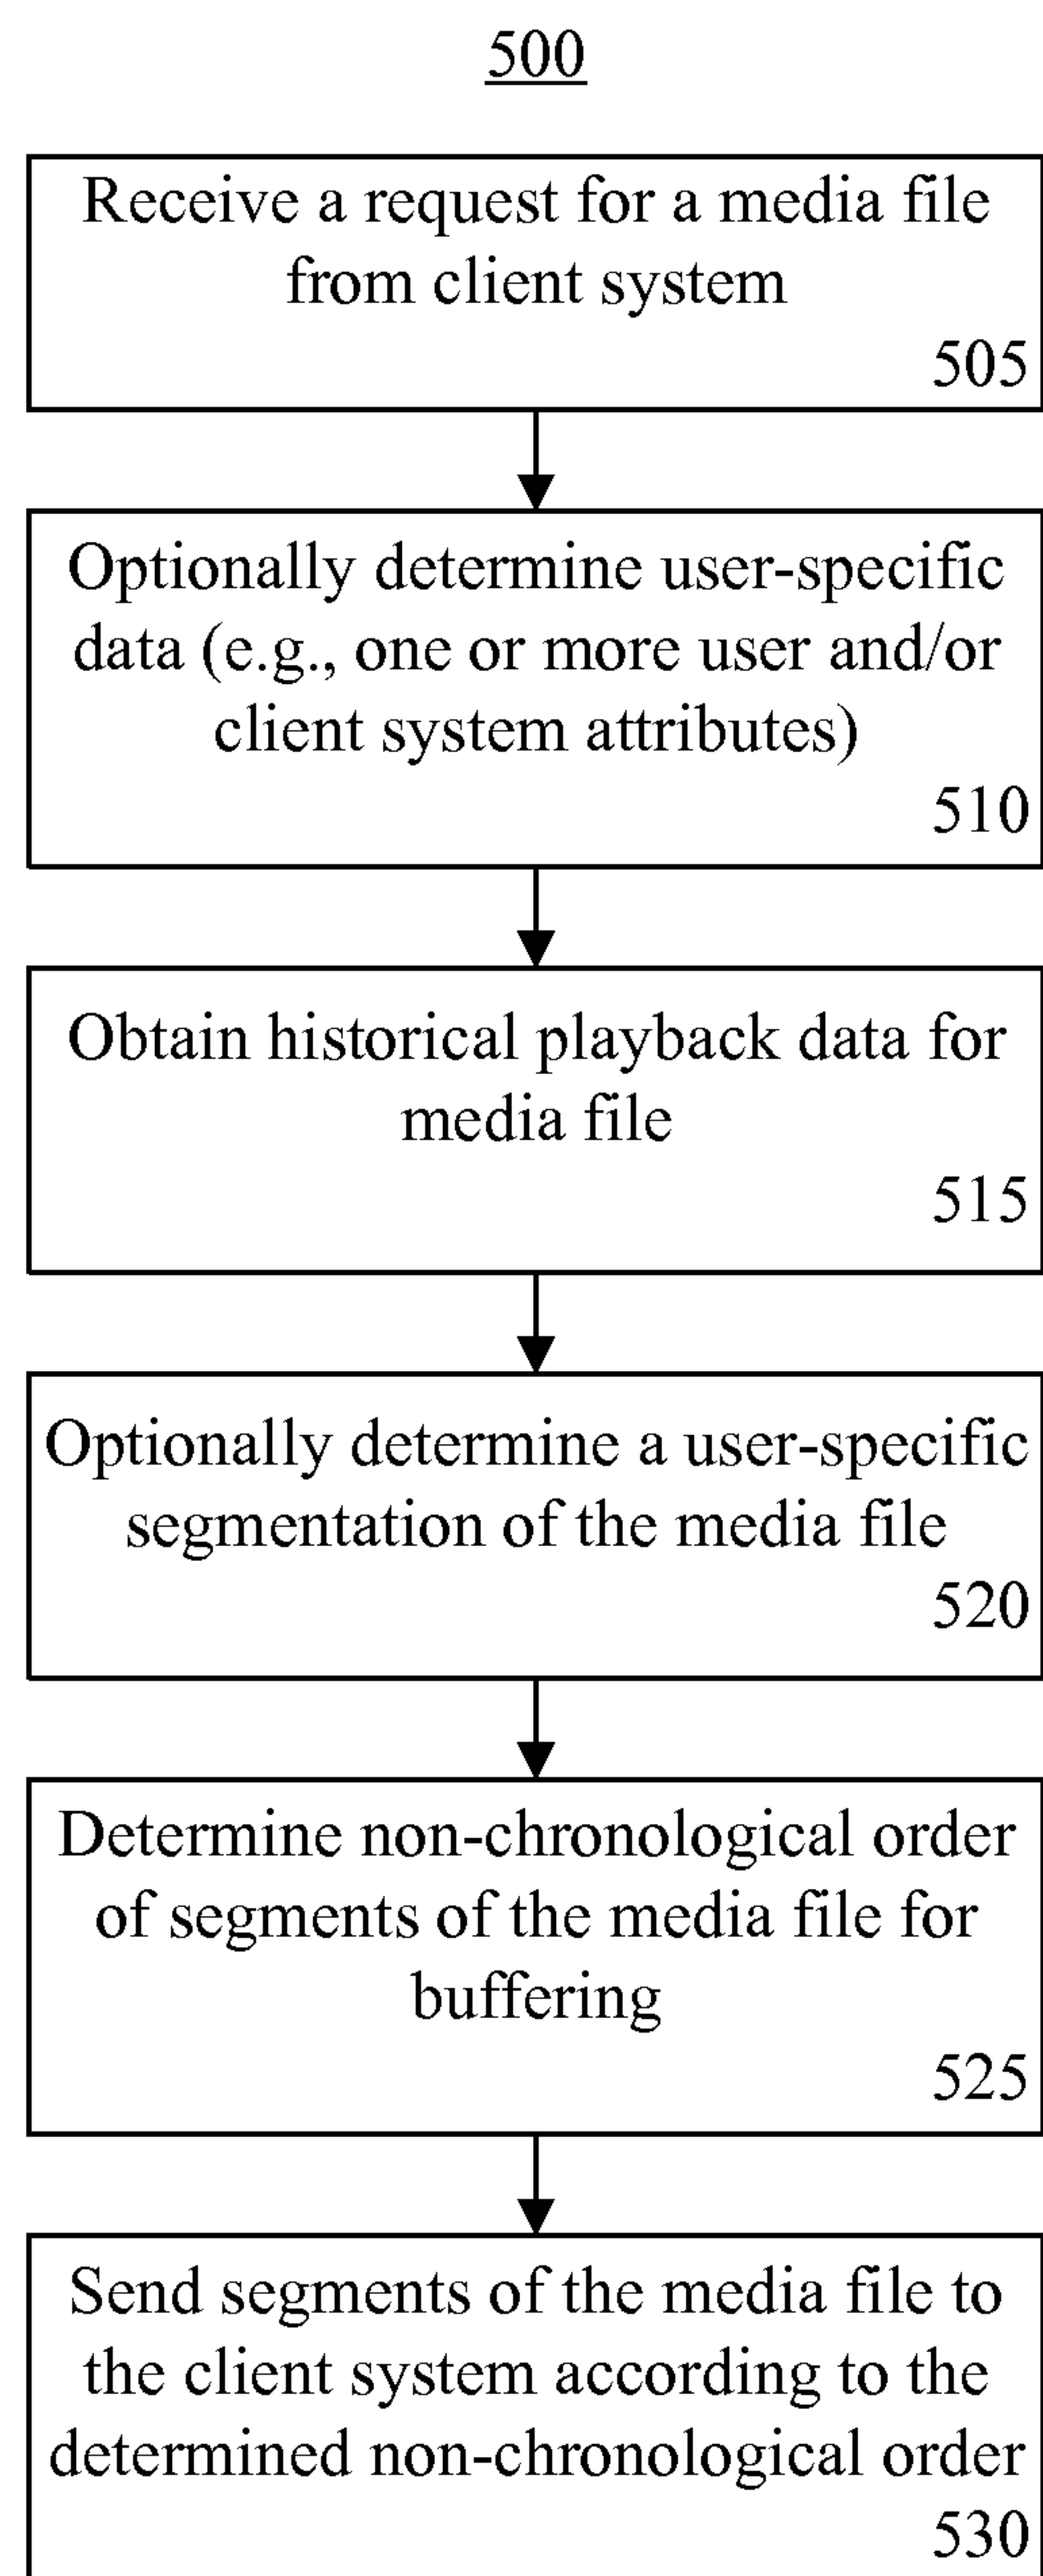 500
Receive a request for a media file
from client system
505
Optionally determine user-specific
data (e.g., one or more user and/or
client system attributes)
510
Obtain historical playback data for
media file
515
Optionally determine a user-specific
segmentation of the media file
520
Determine non-chronological order
of segments of the media file for
buffering
525
Send segments of the media file to
the client system according to the
determined non-chronological order
530